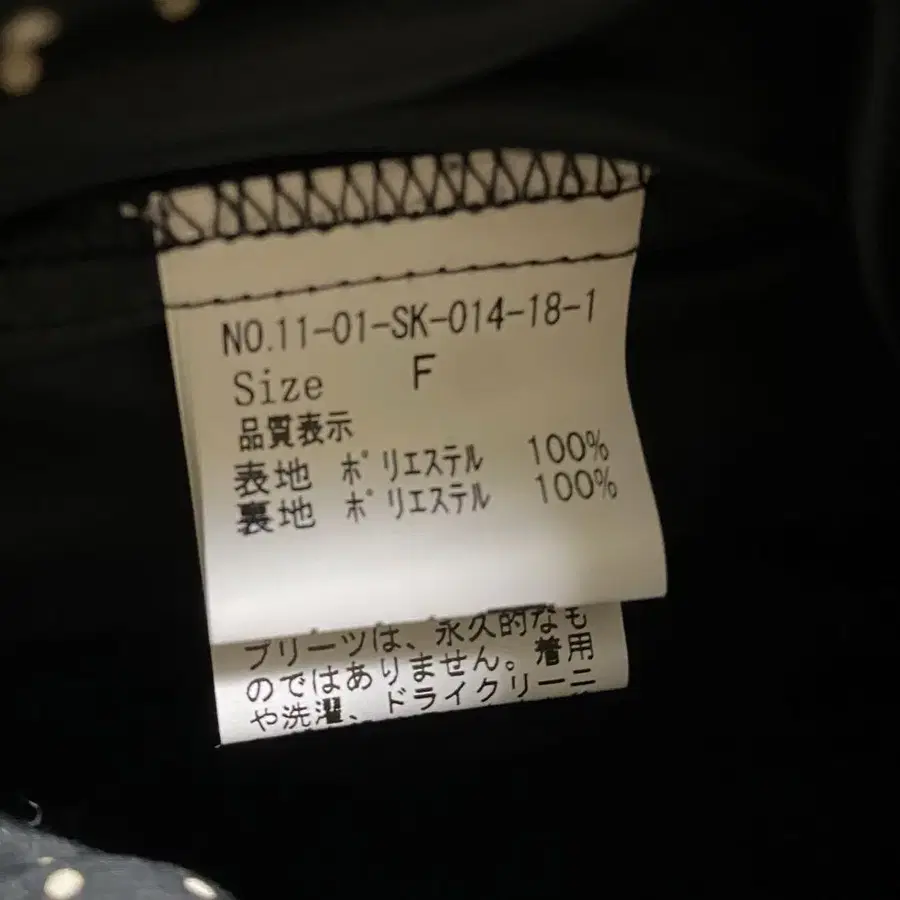 NO.11-01-SK-014-18-1
Size F
品質表示
表地 ポリエステル 100%
裏地 ポリエステル 100%
プリーツは、永久的なも
のではありません。着用
や洗濯、ドライクリーニ